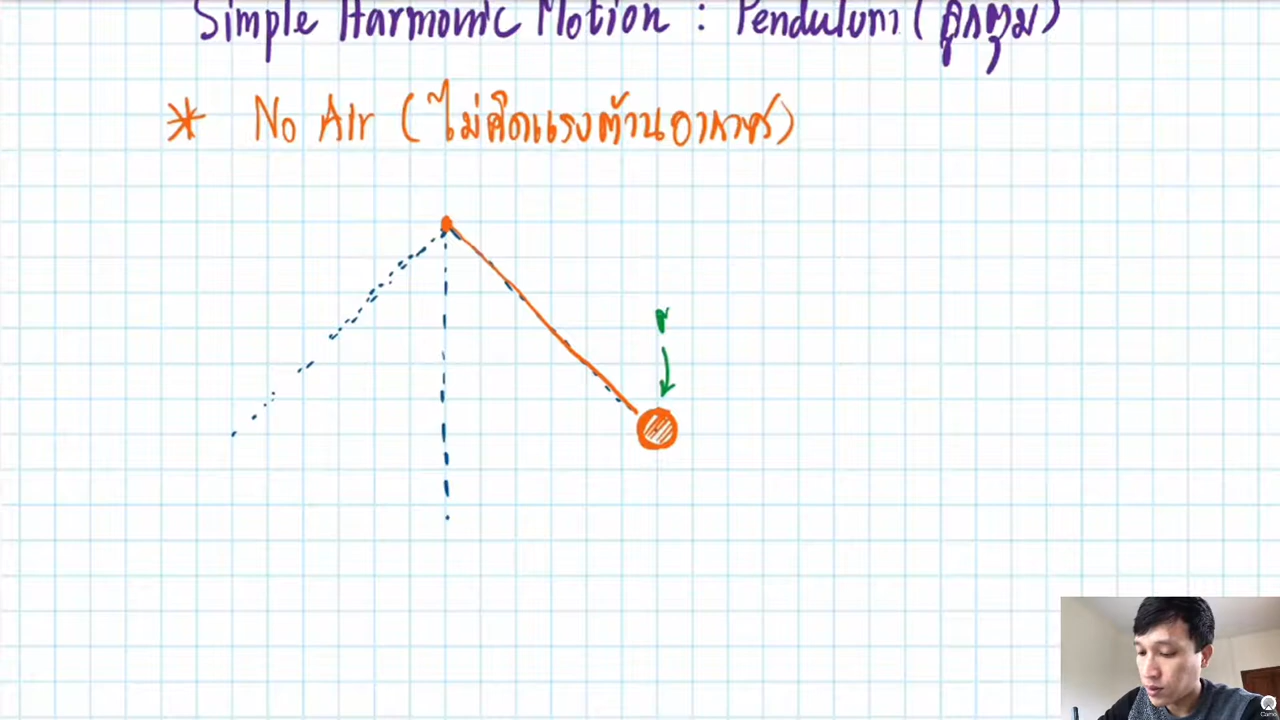 Simple Harmonic Motion : Pendulum (ลูกตุ้ม)
* No Air (ไม่คิดแรงต้านอากาศ)